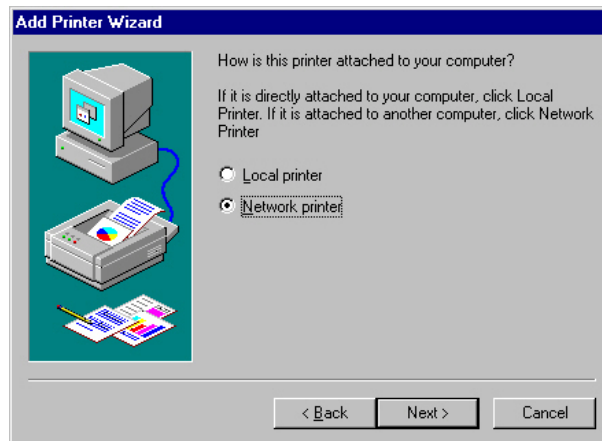 Add Printer Wizard
How is this printer attached to your computer?
If it is directly attached to your computer, click Local
Printer. If it is attached to another computer, click Network
Printer
Local printer
Network printer
< Back
Next >
Cancel